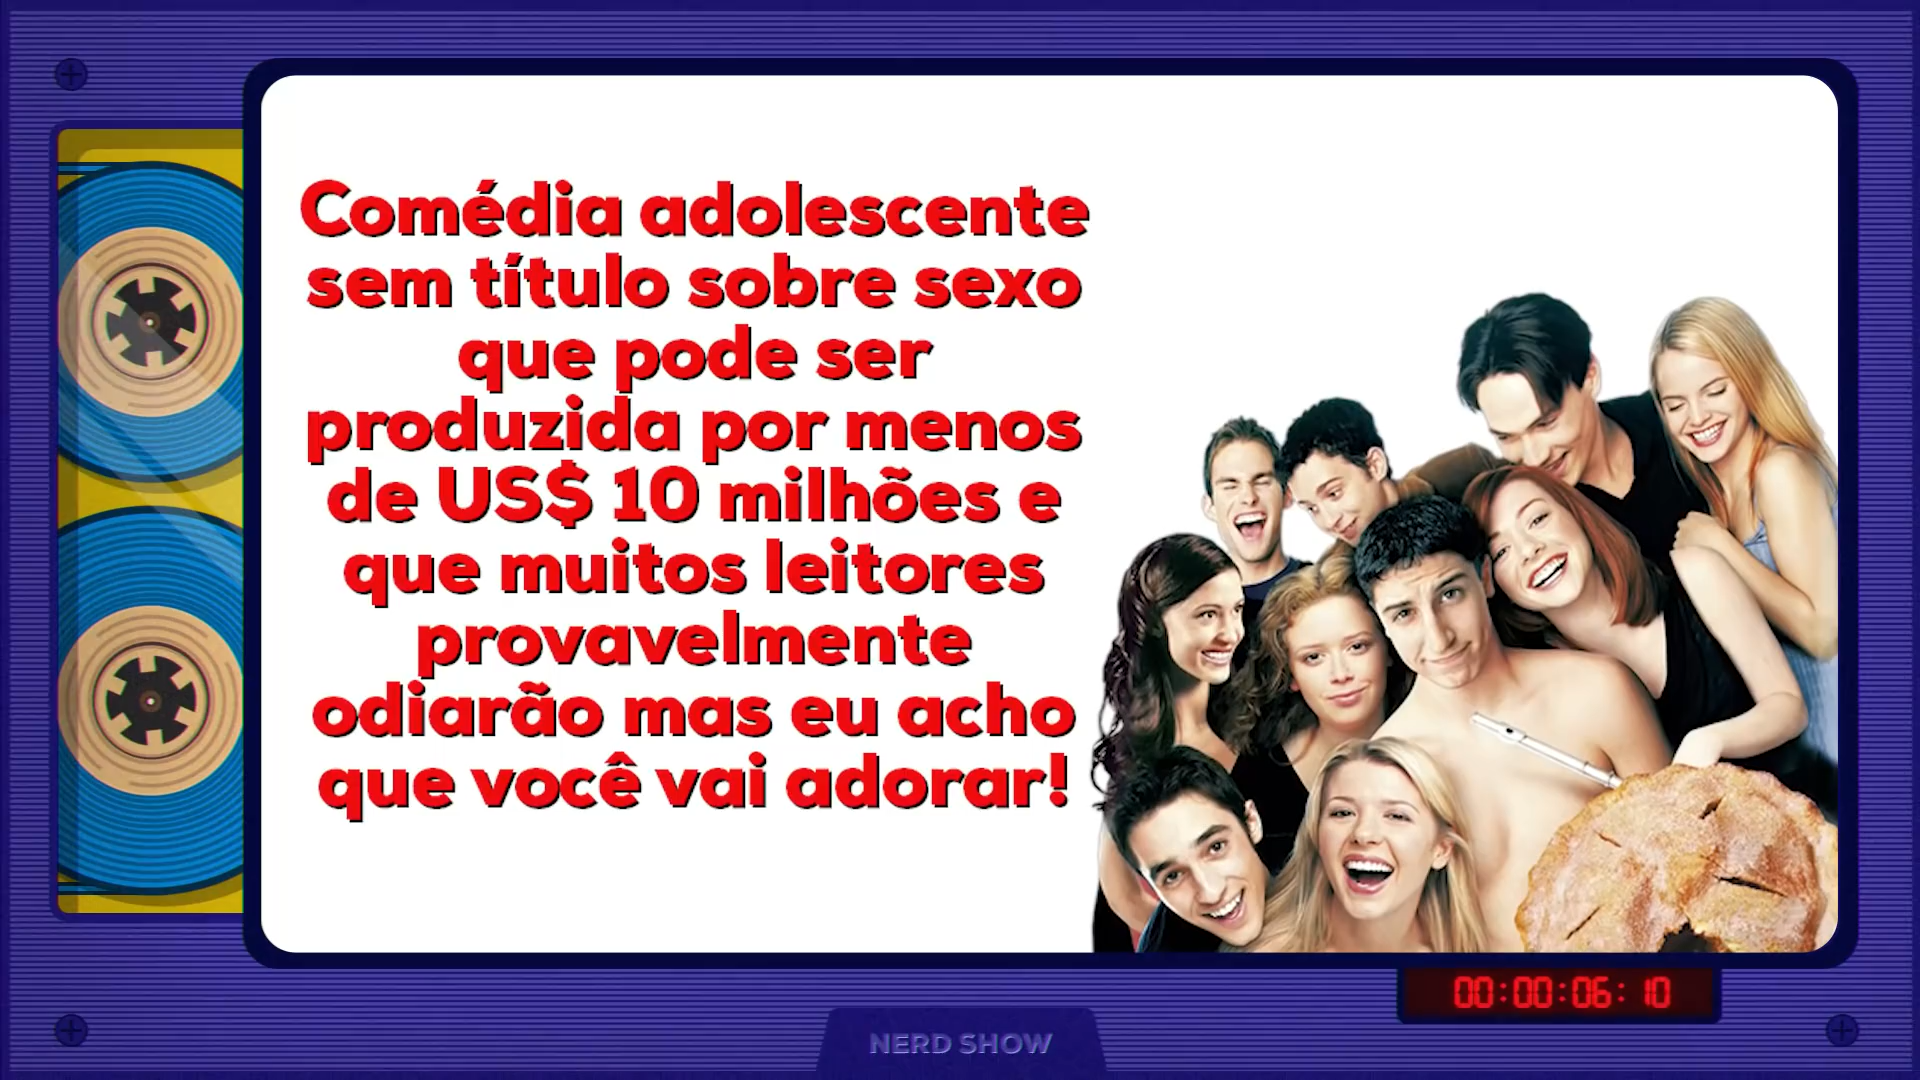 Comédia adolescente
sem título sobre sexo
que pode ser
produzida por menos
de US$ 10 milhões e
que muitos leitores
provavelmente
odiarão mas eu acho
que você vai adorar!
00:00:06:10
NERD SHOW